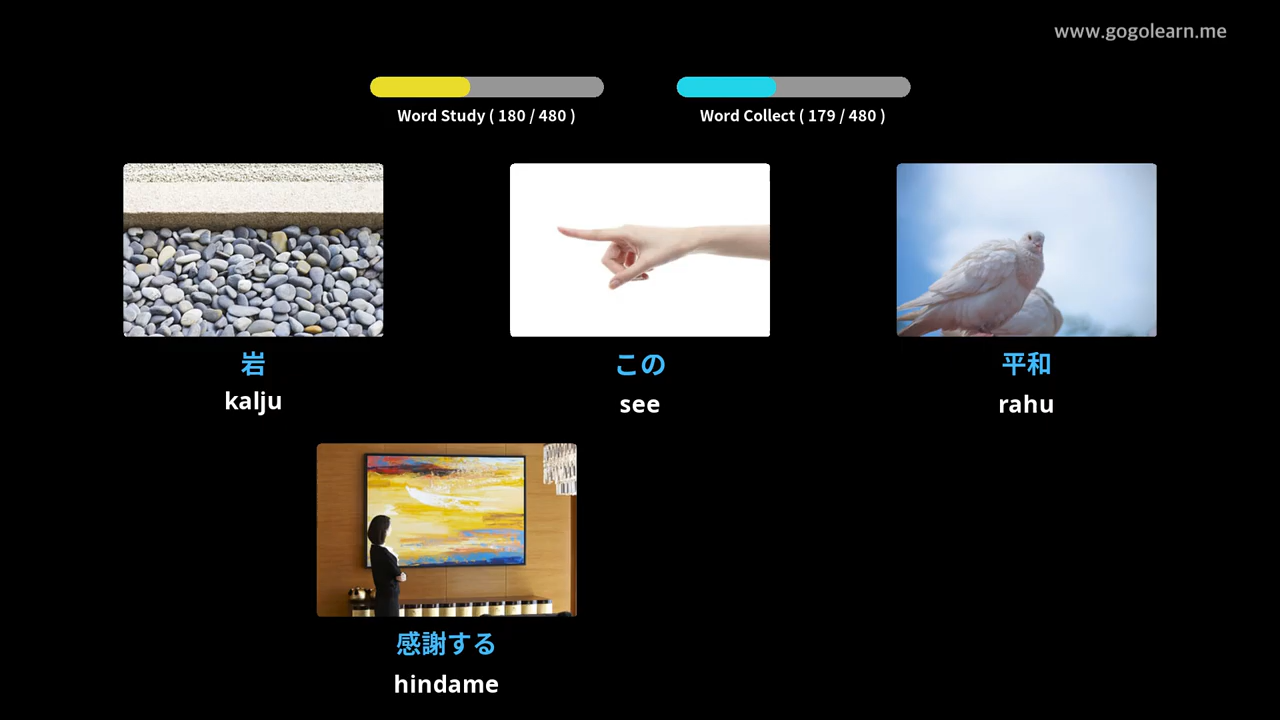 www.gogolearn.me
Word Study ( 180 / 480 )
Word Collect ( 179 / 480 )
岩
kalju
この
see
平和
rahu
感謝する
hindame